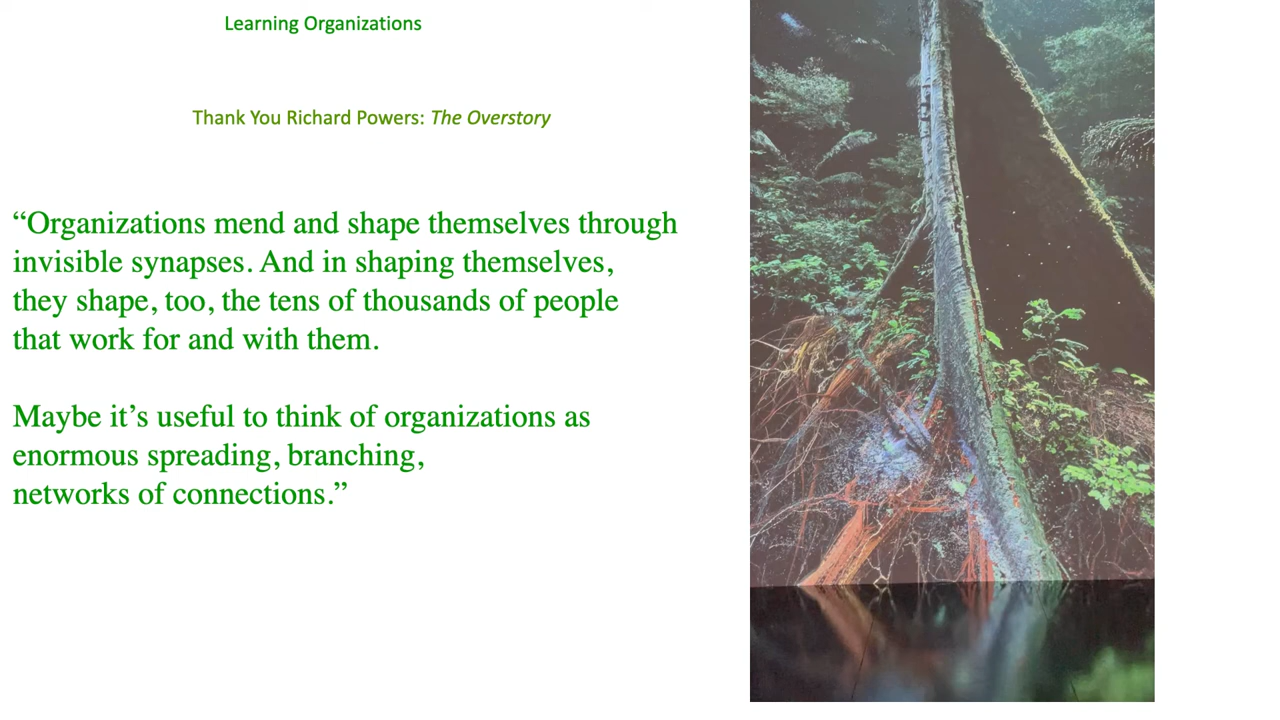 Learning Organizations
Thank You Richard Powers: The Overstory
“Organizations mend and shape themselves through
invisible synapses. And in shaping themselves,
they shape, too, the tens of thousands of people
that work for and with them.
Maybe it’s useful to think of organizations as
enormous spreading, branching,
networks of connections.”